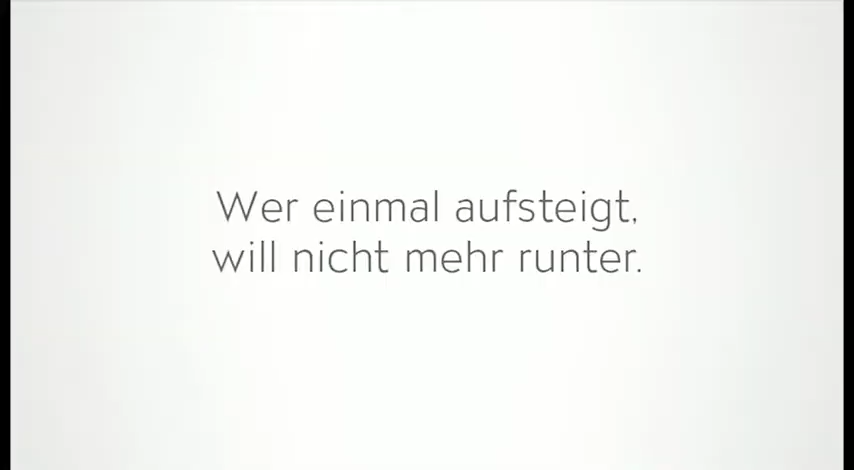 Wer einmal aufsteigt,
will nicht mehr runter.